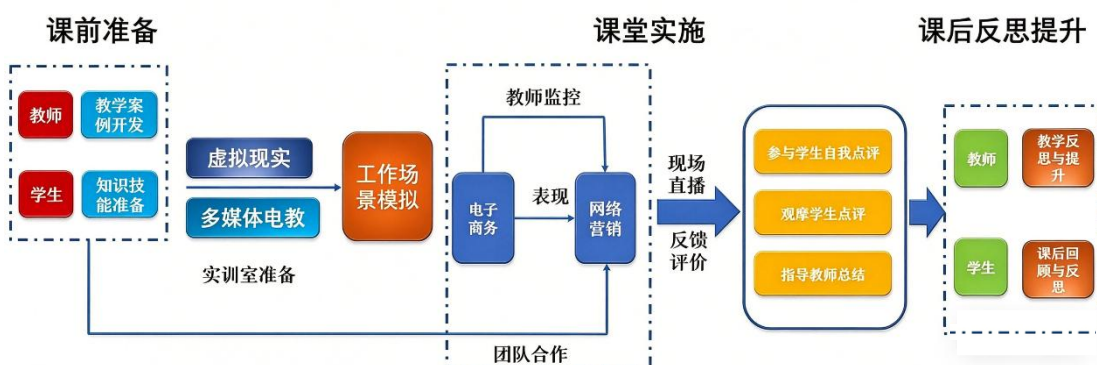 课前准备
课堂实施
课后反思提升
教师
教学案
例开发
学生
知识技
能准备
虚拟现实
多媒体电教
实训室准备
工作场
景模拟
教师监控
电子
商务
表现
网络
营销
团队合作
现场
直播
反馈
评价
参与学生自我点评
观摩学生点评
指导教师总结
教师
教学反
思与提
升
学生
课后回
顾与反
思